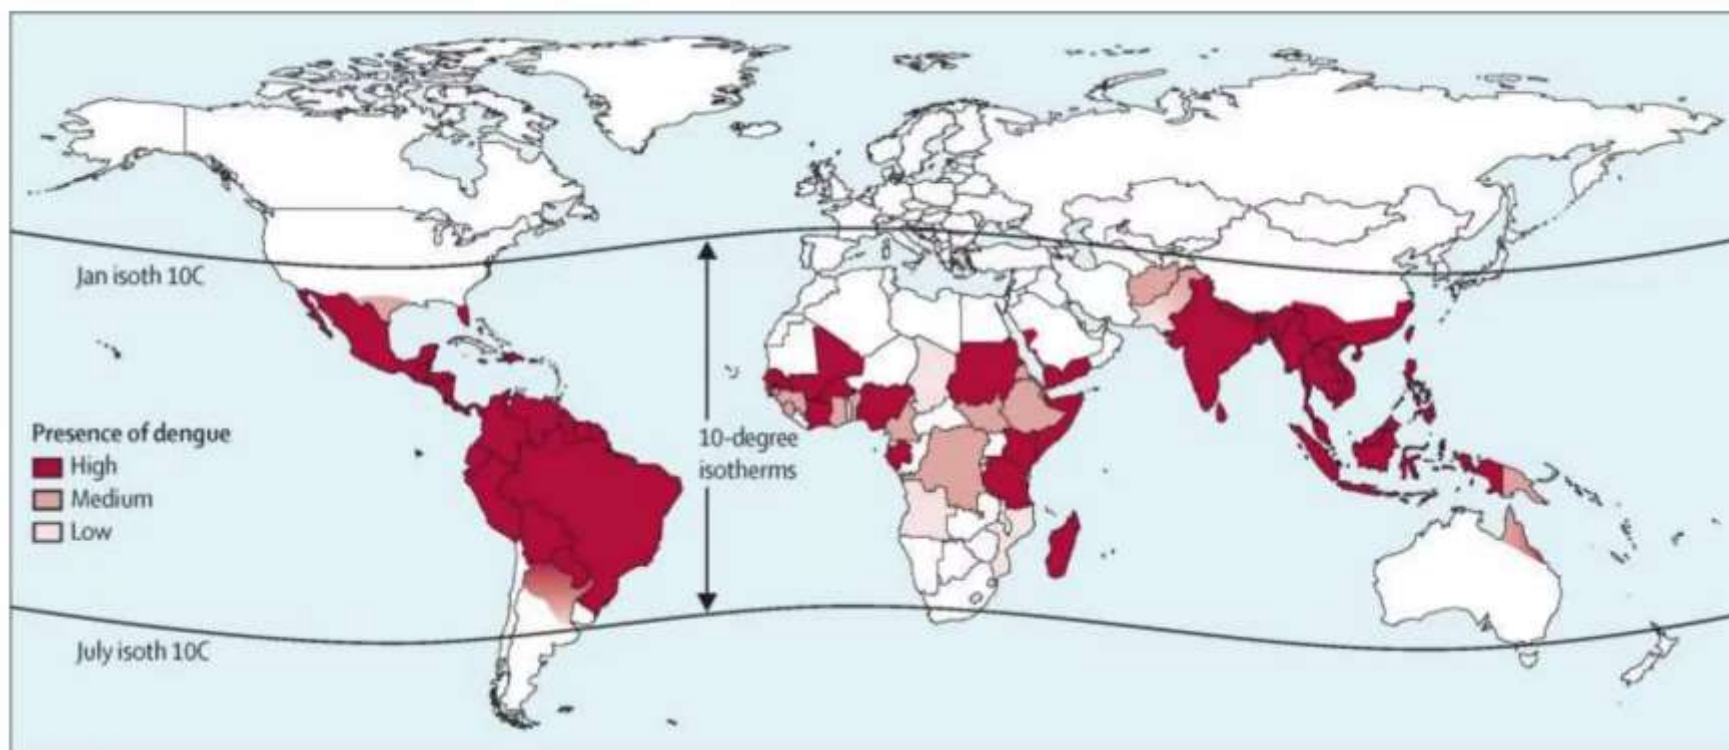 Jan isoth 10C
10-degree
isotherms
Presence of dengue
High
Medium
Low
July isoth 10C